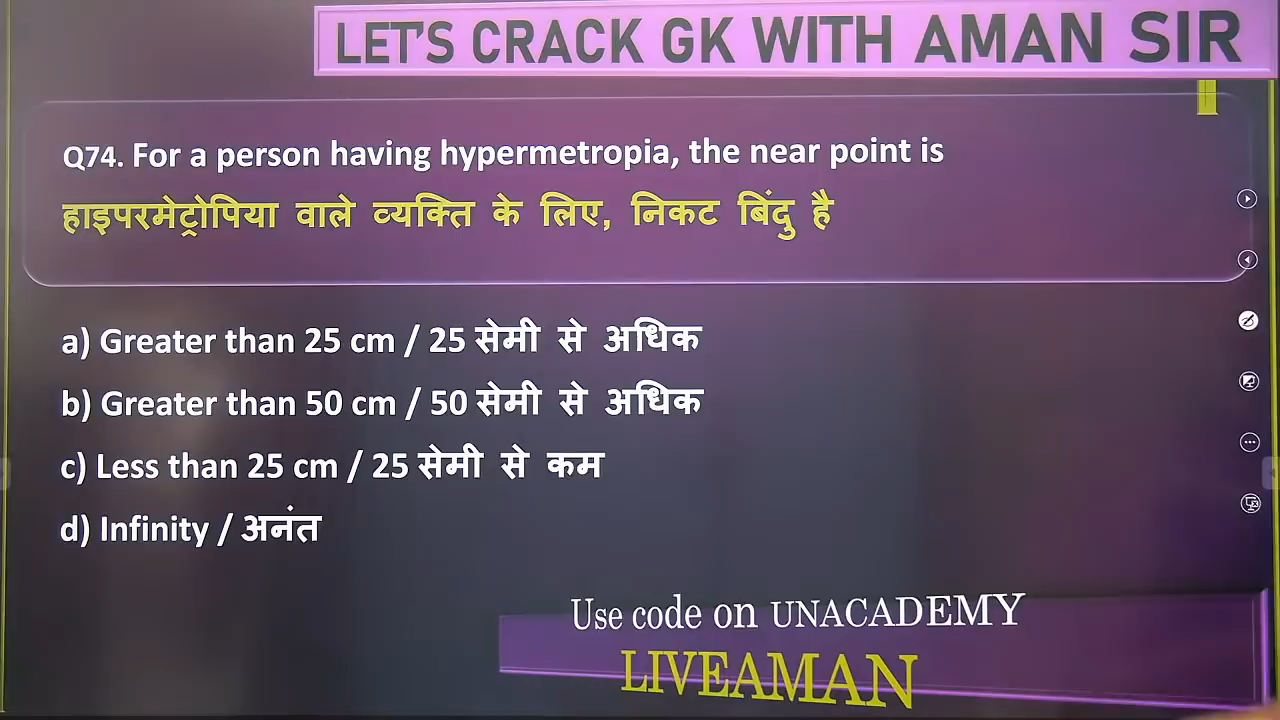 LET'S CRACK GK WITH AMAN SIR
Q74. For a person having hypermetropia, the near point is
हाइपरमेट्रोपिया वाले व्यक्ति के लिए, निकट बिंदु है
a) Greater than 25 cm / 25 सेमी से अधिक
b) Greater than 50 cm / 50 सेमी से अधिक
c) Less than 25 cm / 25 सेमी से कम
d) Infinity / अनंत
Use code on UNACADEMY
LIVEAMAN